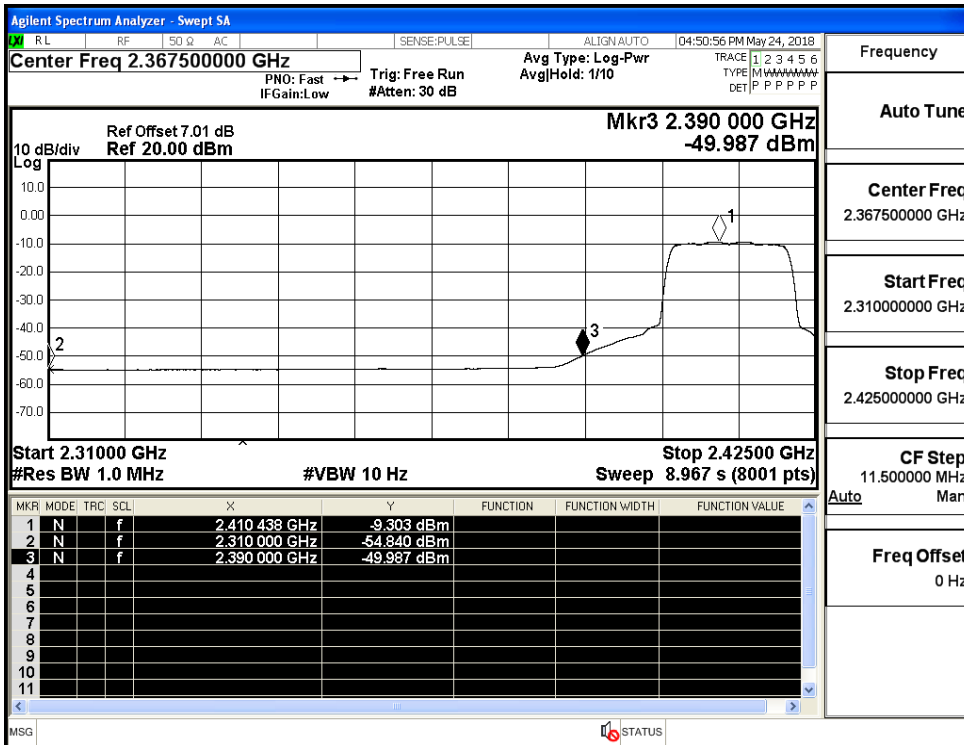 Agilent Spectrum Analyzer - Swept SA
LXI RL RF 50 Ω AC SENSE:PULSE ALIGN AUTO 04:50:56 PM May 24, 2018
Center Freq 2.367500000 GHz
PNO: Fast
IFGain:Low
Trig: Free Run
#Atten: 30 dB
Avg Type: Log-Pwr
Avg|Hold: 1/10
TRACE 1 2 3 4 5 6
TYPE M
DET P P P P P P
Ref Offset 7.01 dB
10 dB/div Ref 20.00 dBm
Log
Mkr3 2.390 000 GHz
-49.987 dBm
10.0
0.00
-10.0
-20.0
-30.0
-40.0
-50.0
-60.0
-70.0
1
2
3
Start 2.31000 GHz Stop 2.42500 GHz
#Res BW 1.0 MHz #VBW 10 Hz Sweep 8.967 s (8001 pts)
MKR MODE TRC SCL X Y FUNCTION FUNCTION WIDTH FUNCTION VALUE
1 N f 2.410 438 GHz -9.303 dBm
2 N f 2.310 000 GHz -54.840 dBm
3 N f 2.390 000 GHz -49.987 dBm
4
5
6
7
8
9
10
11
MSG STATUS
Frequency
Auto Tune
Center Freq
2.367500000 GHz
Start Freq
2.310000000 GHz
Stop Freq
2.425000000 GHz
CF Step
11.500000 MHz
Auto Man
Freq Offset
0 Hz